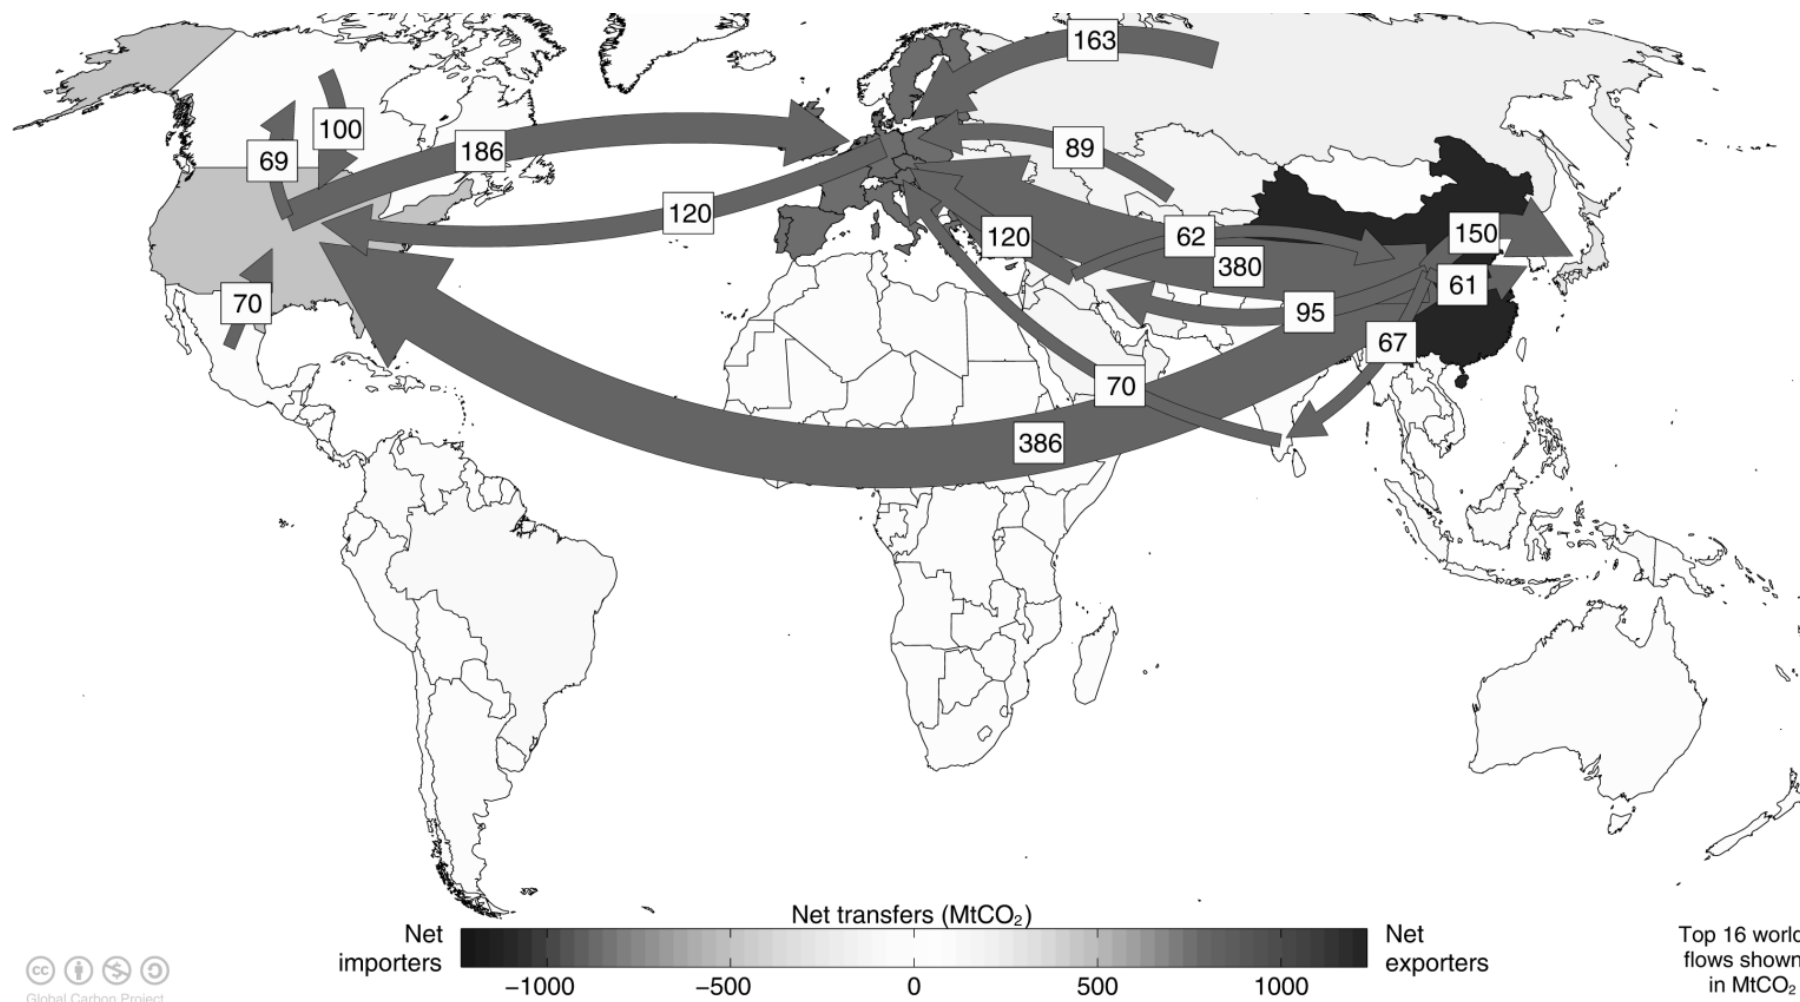 163
100
69
186
89
120
120
62
150
380
61
70
95
67
70
386
Net transfers (MtCO₂)
Net
importers
Net
exporters
−1000
−500
0
500
1000
Top 16 world
flows shown
in MtCO₂
cc
Global Carbon Project